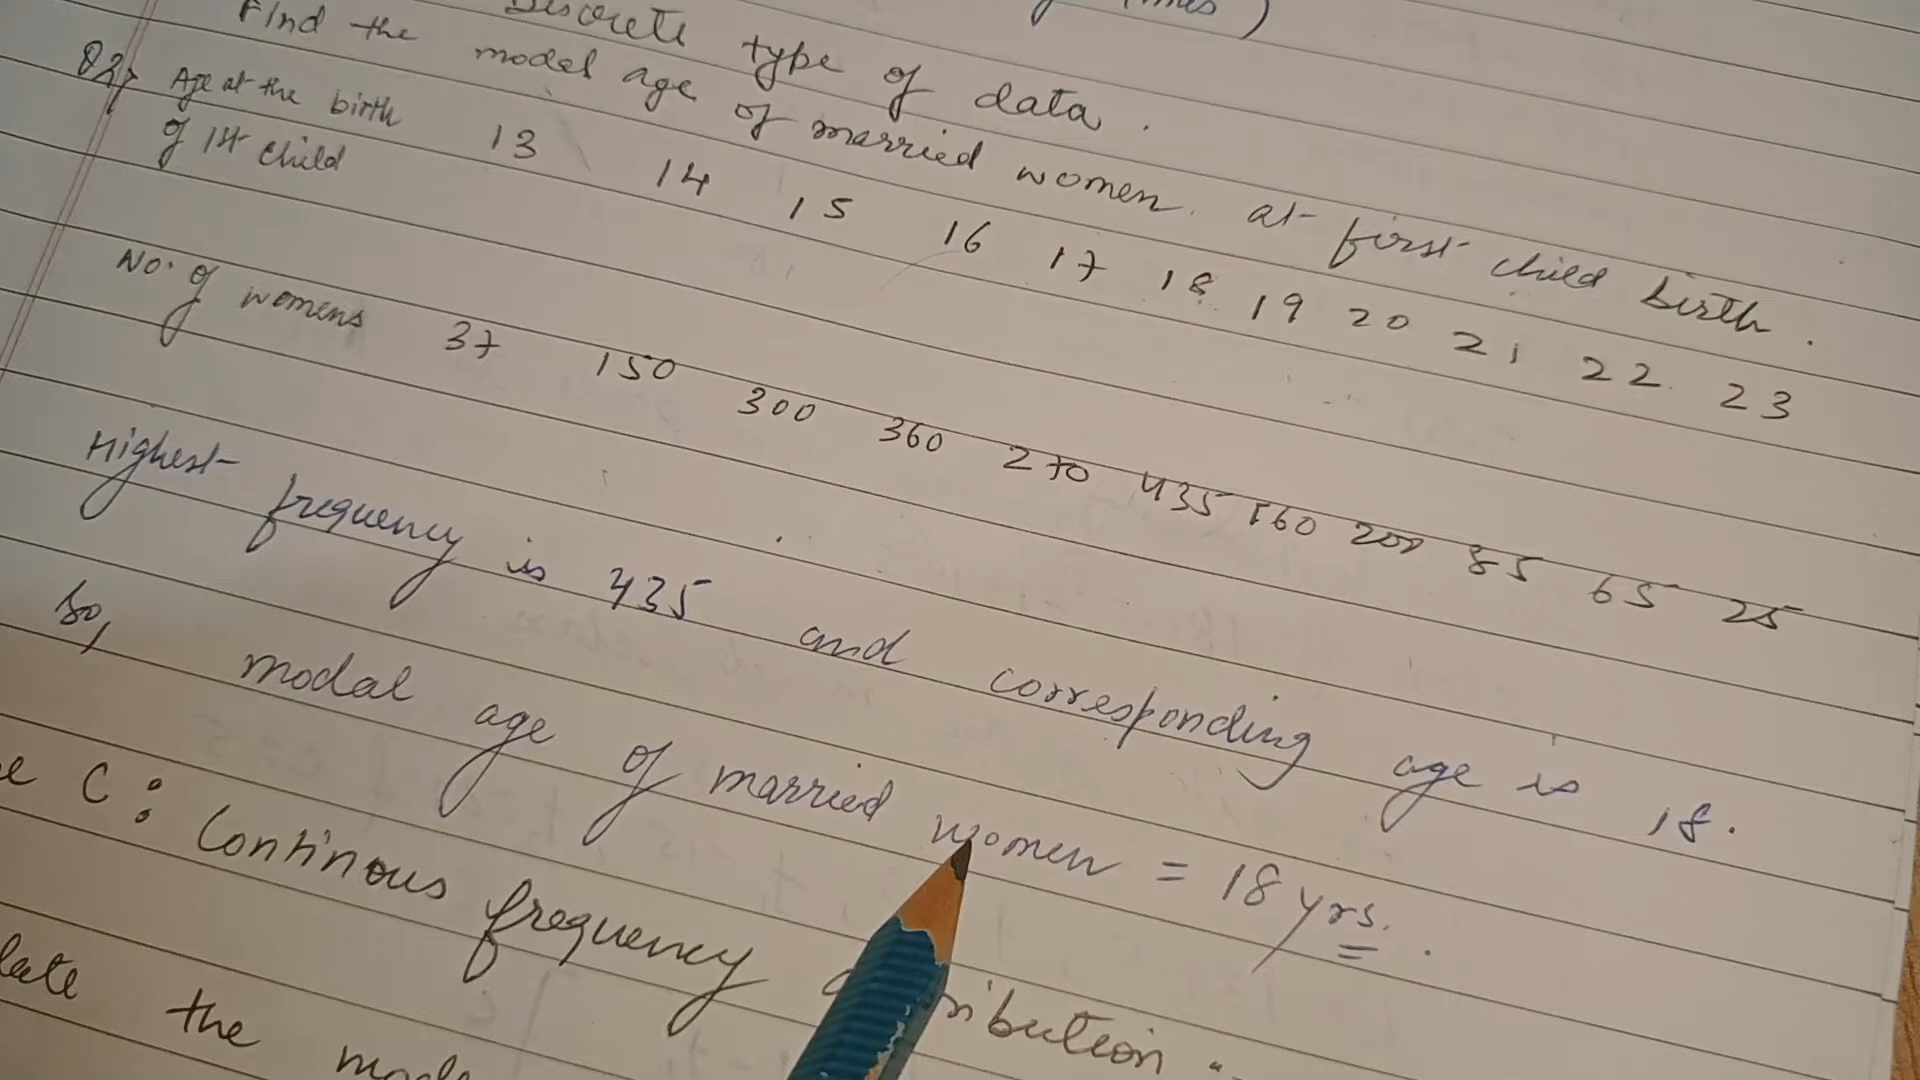 Discrete type of data.
Find the modal age of married women at first child birth.
Q2> Age at the birth 13 14 15 16 17 18 19 20 21 22 23
of 1st child
No. of womens 37 150 300 360 270 435 160 200 85 65 25
Highest frequency is 435 and corresponding age is 18.
So, modal age of married women = 18 yrs.
C: Continous frequency
the